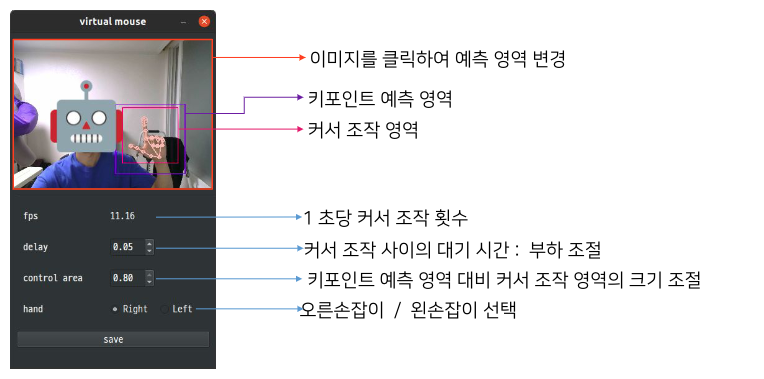 virtual mouse
이미지를 클릭하여 예측 영역 변경
키포인트 예측 영역
커서 조작 영역
fps 11.16 1 초당 커서 조작 횟수
delay 0.05 커서 조작 사이의 대기 시간 : 부하 조절
control area 0.80 키포인트 예측 영역 대비 커서 조작 영역의 크기 조절
hand Right Left 오른손잡이 / 왼손잡이 선택
save